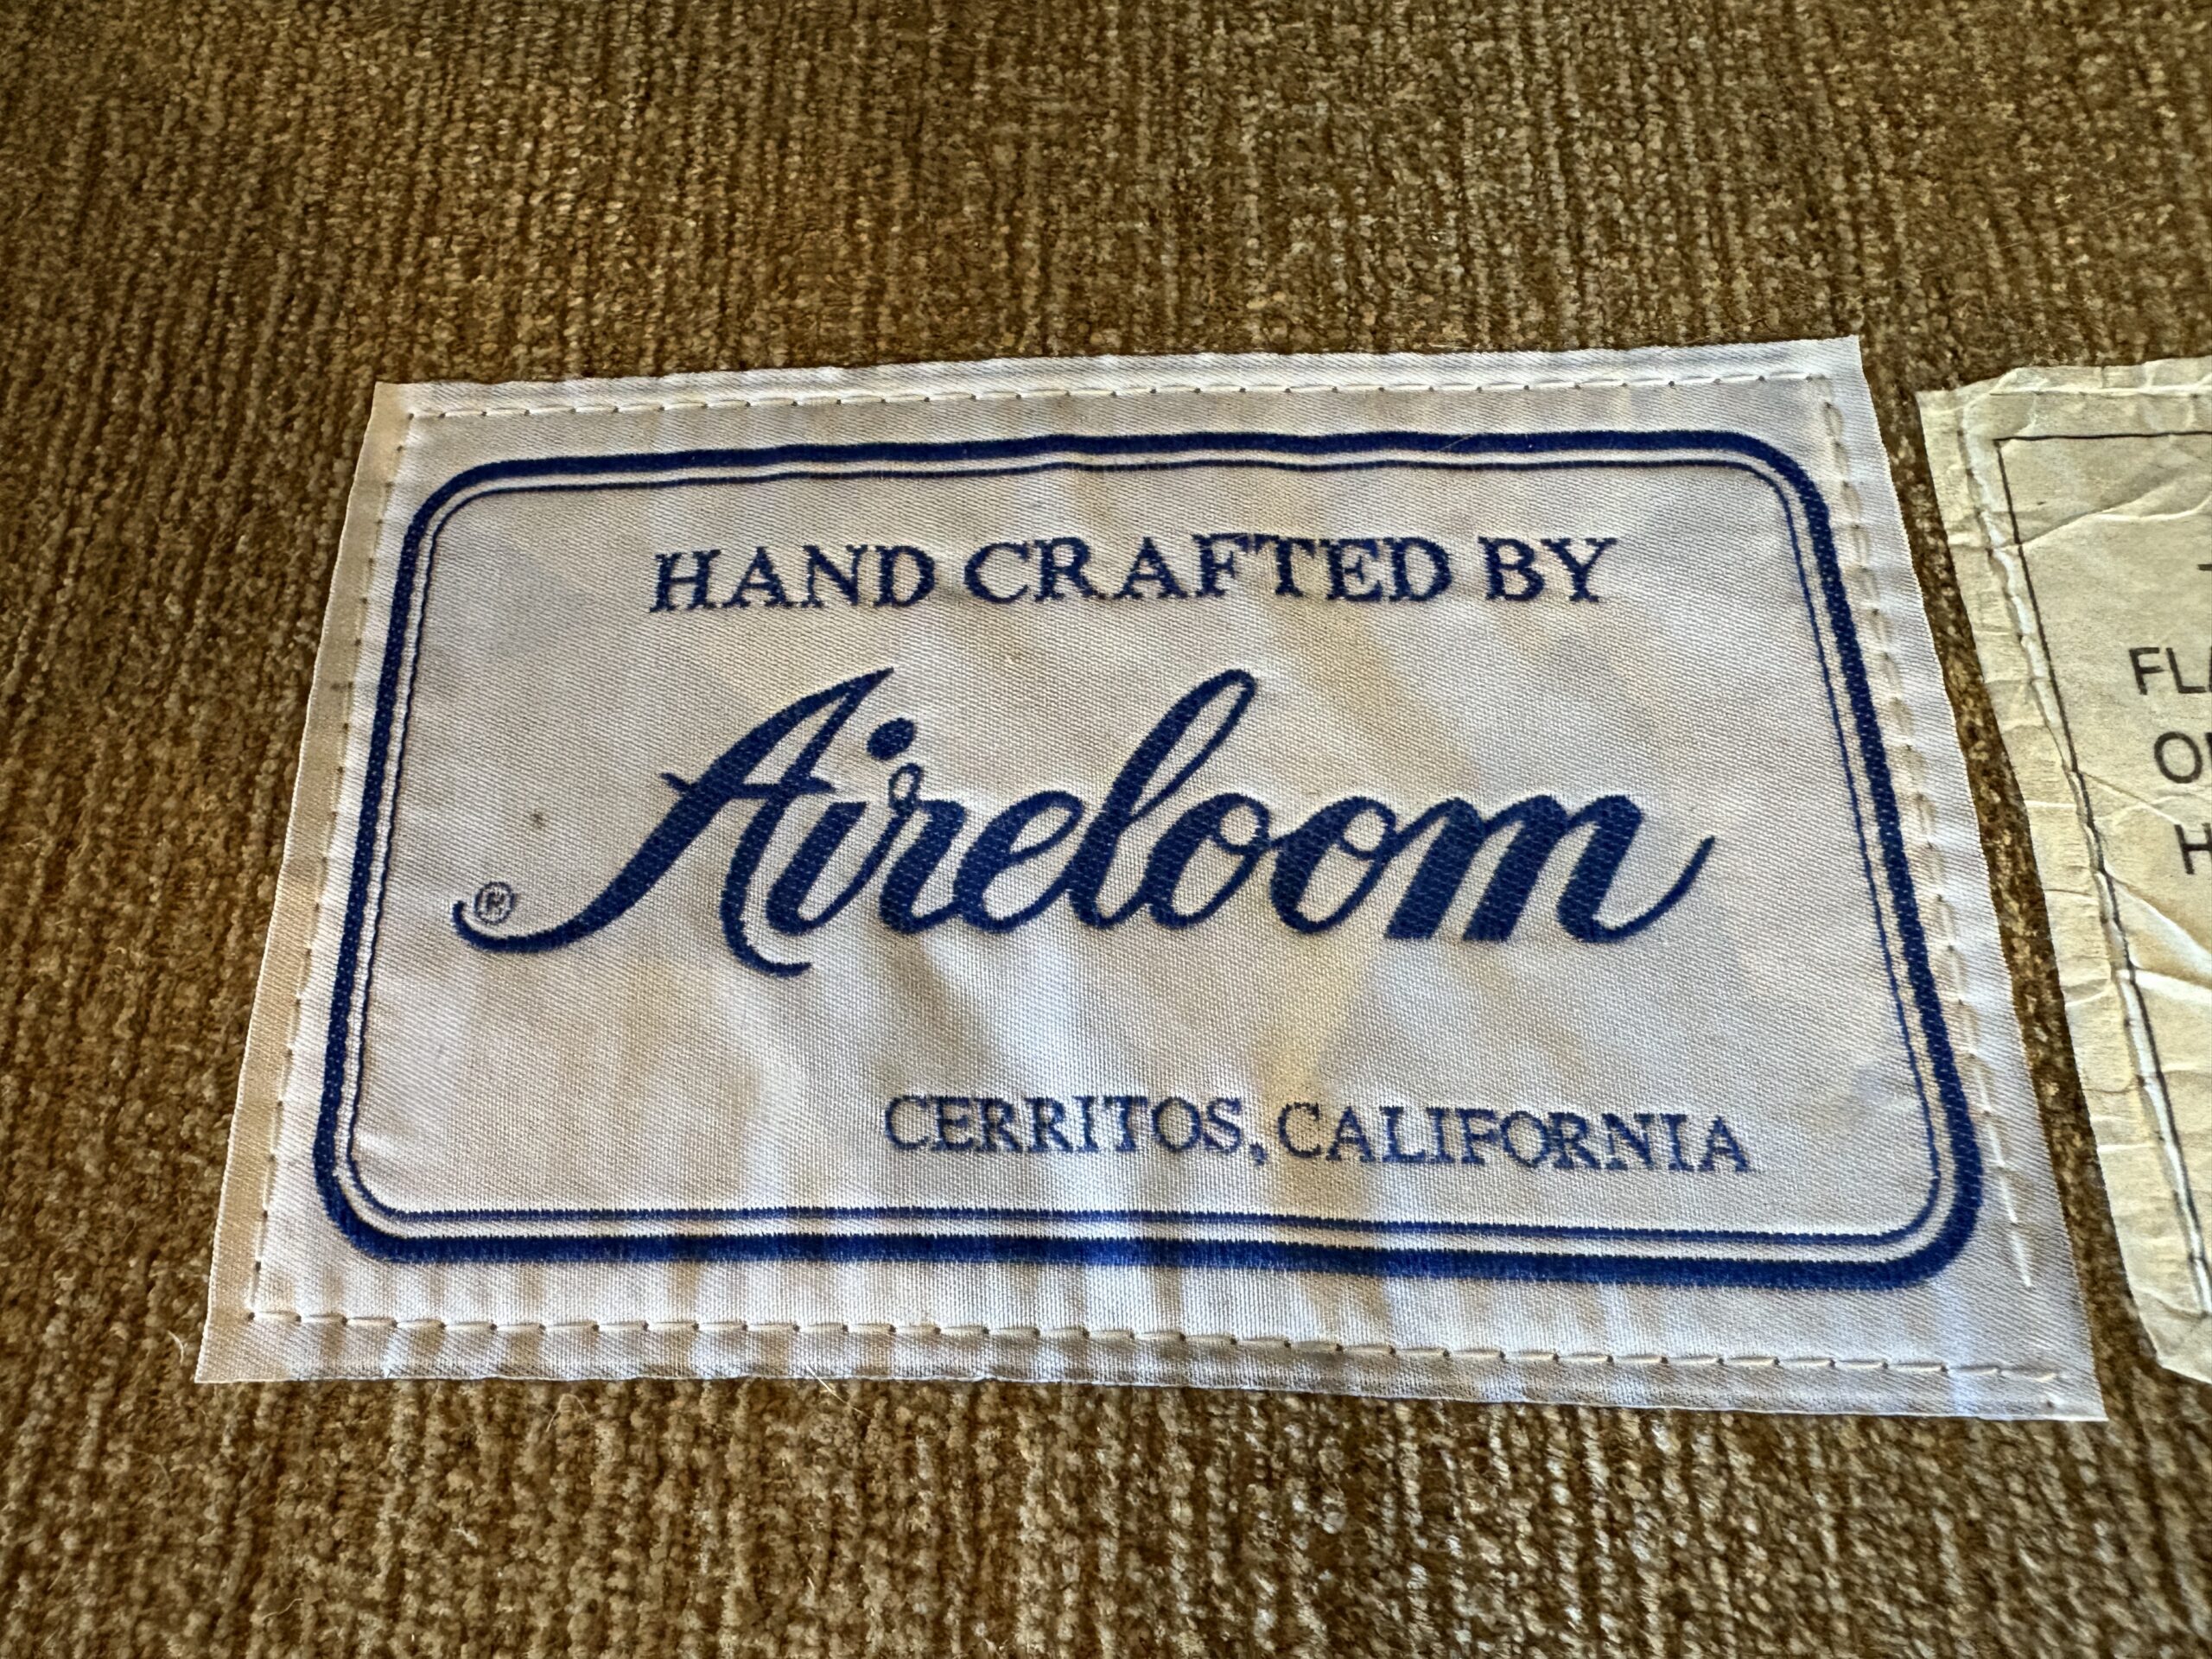 HAND CRAFTED BY
Aireloom
®
CERRITOS, CALIFORNIA